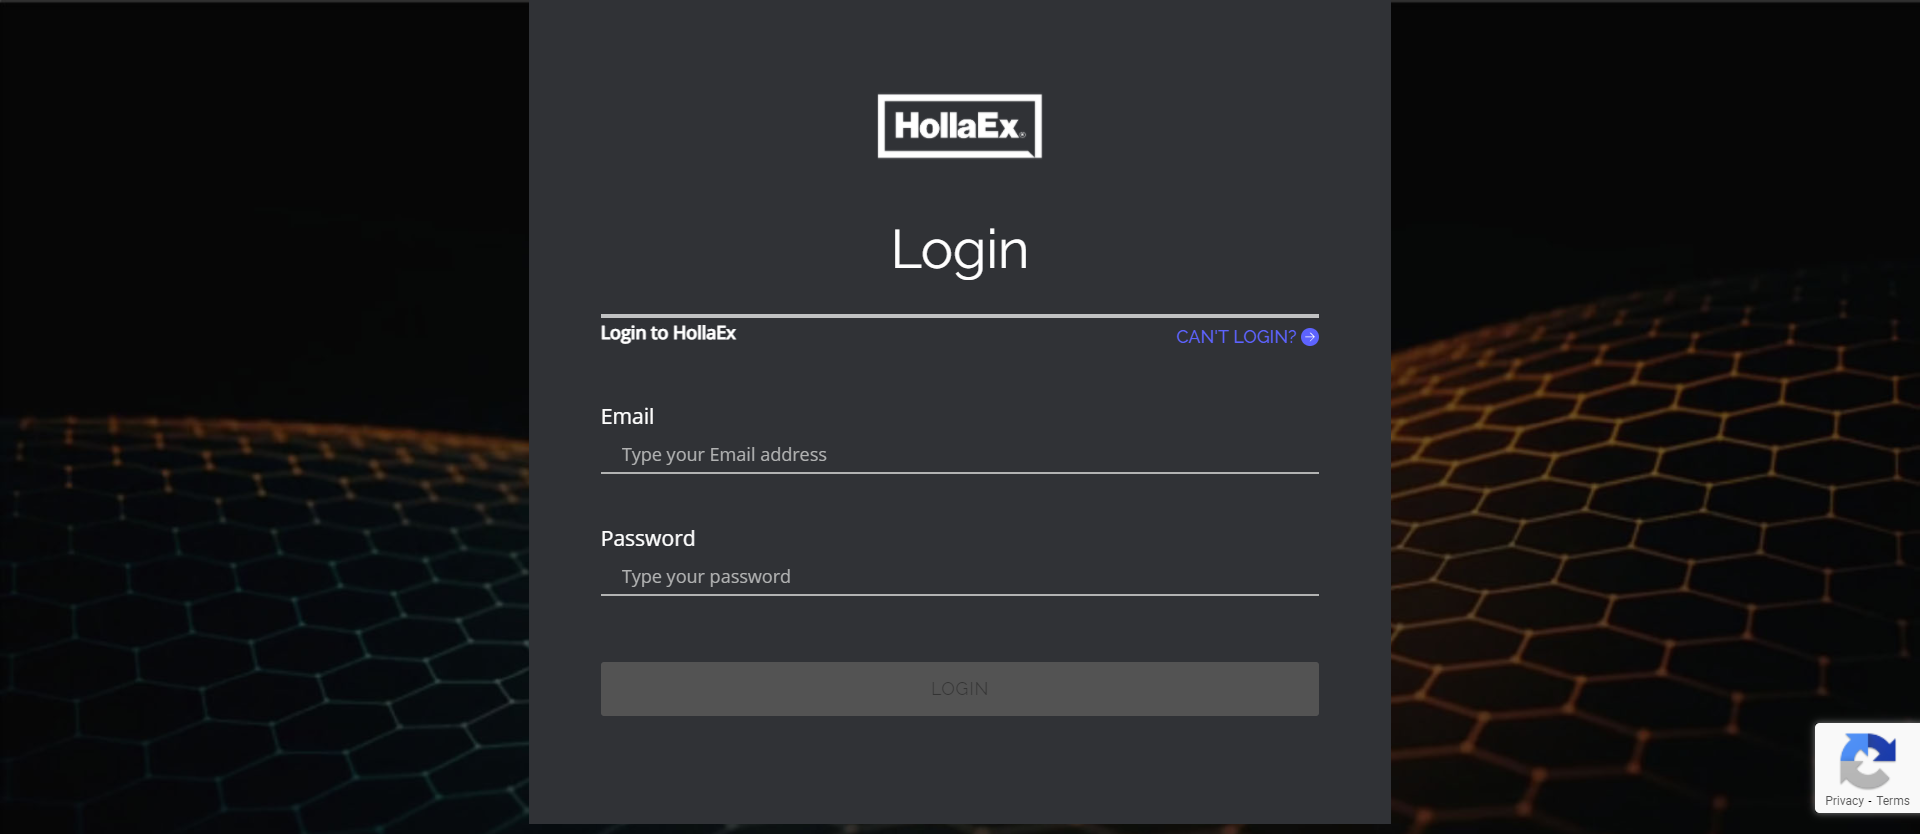 HollaEx®
Login
Login to HollaEx
CAN'T LOGIN?
Email
Type your Email address
Password
Type your password
LOGIN
Privacy - Terms